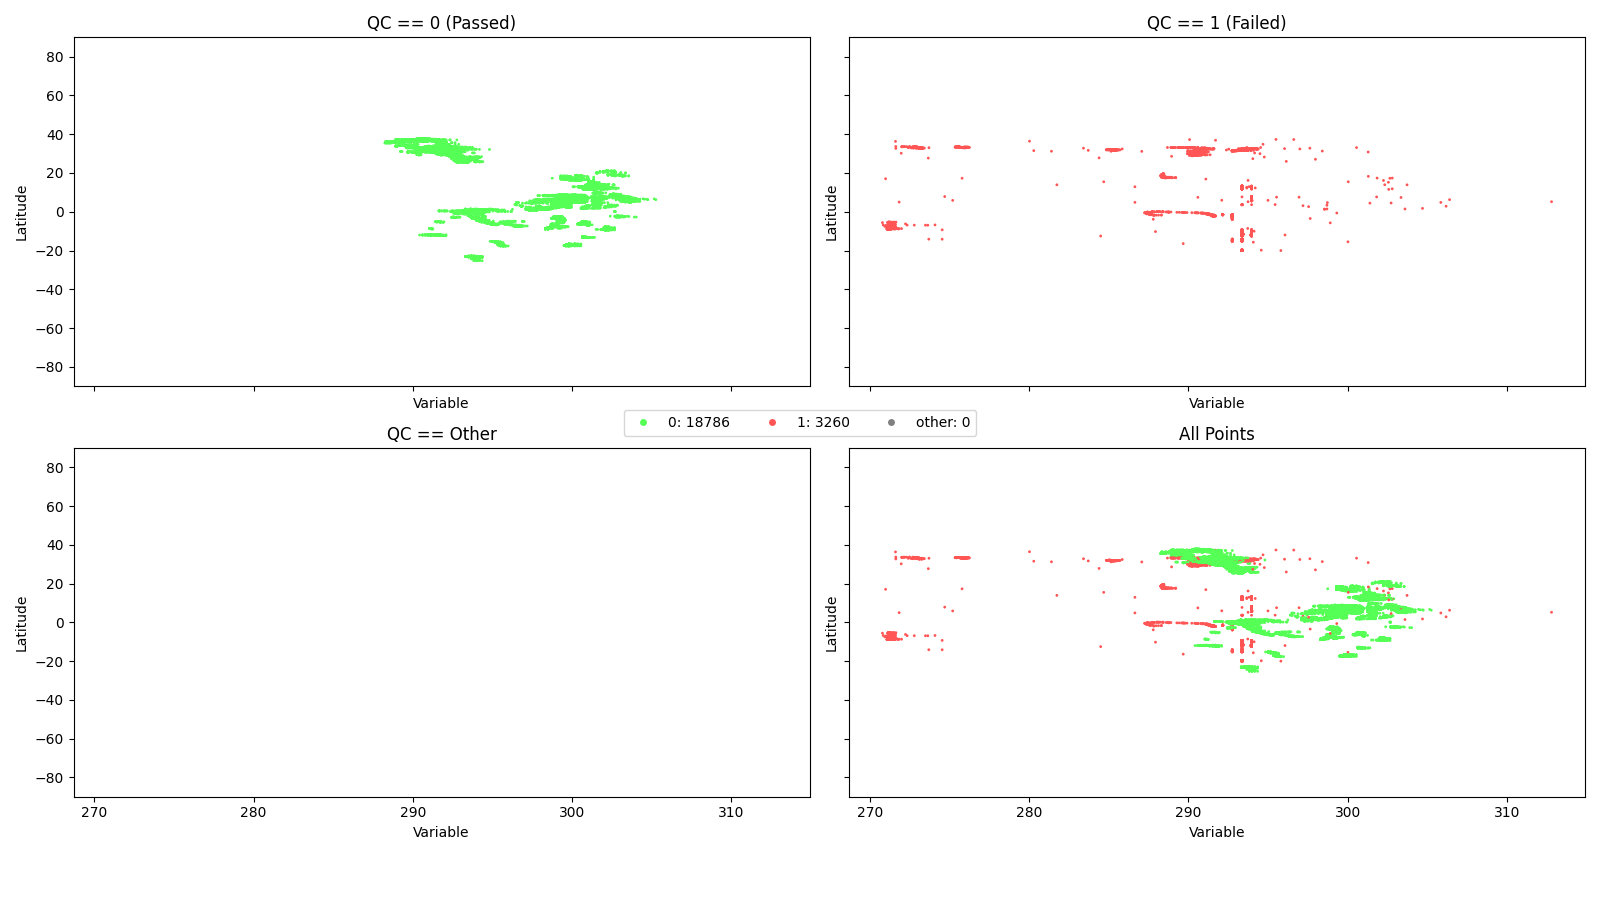 QC == 0 (Passed)
QC == 1 (Failed)
80
60
40
20
0
−20
−40
−60
−80
Latitude
Latitude
Variable
Variable
0: 18786
1: 3260
other: 0
QC == Other
All Points
80
60
40
20
0
−20
−40
−60
−80
Latitude
Latitude
270 280 290 300 310
270 280 290 300 310
Variable
Variable